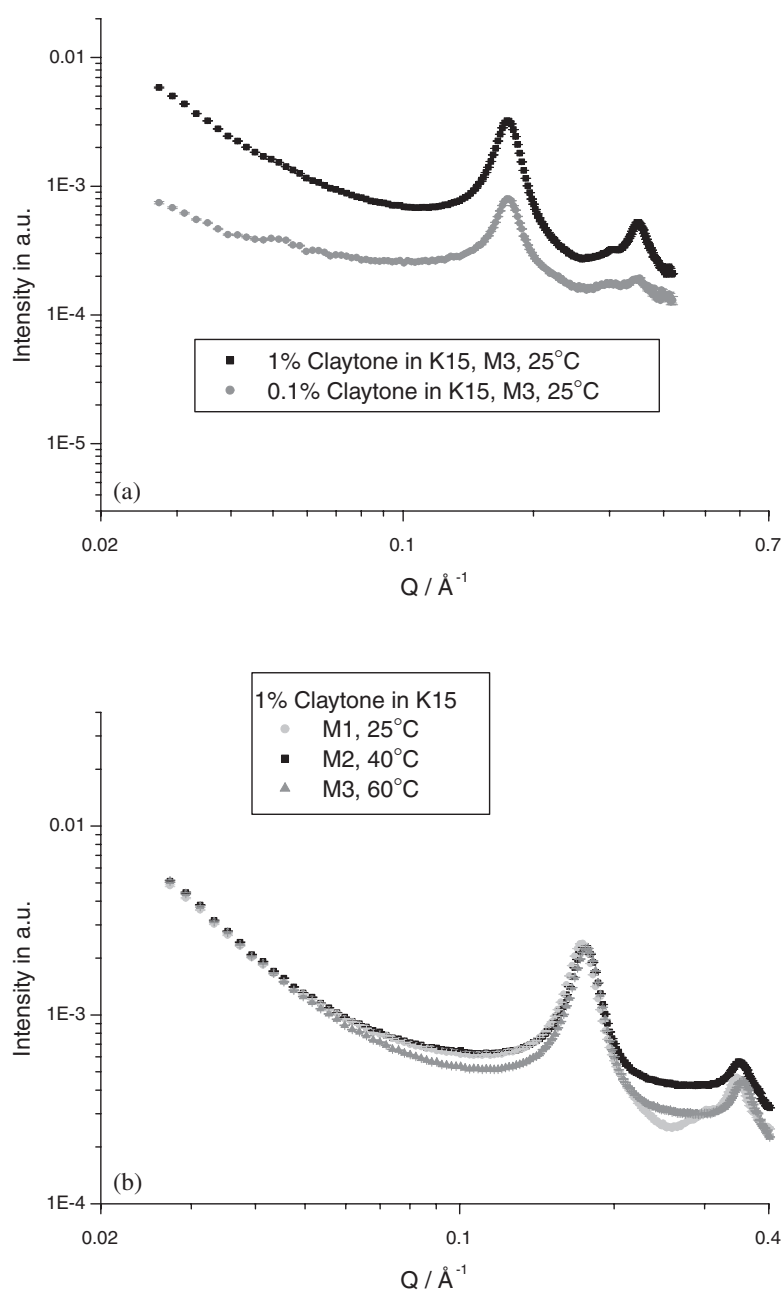 0.01
1E-3
1E-4
1E-5
Intensity in a.u.
1% Claytone in K15, M3, 25°C
0.1% Claytone in K15, M3, 25°C
(a)
0.02
0.1
0.7
Q / Å⁻¹
1% Claytone in K15
M1, 25°C
M2, 40°C
M3, 60°C
0.01
1E-3
1E-4
Intensity in a.u.
(b)
0.02
0.1
0.4
Q / Å⁻¹